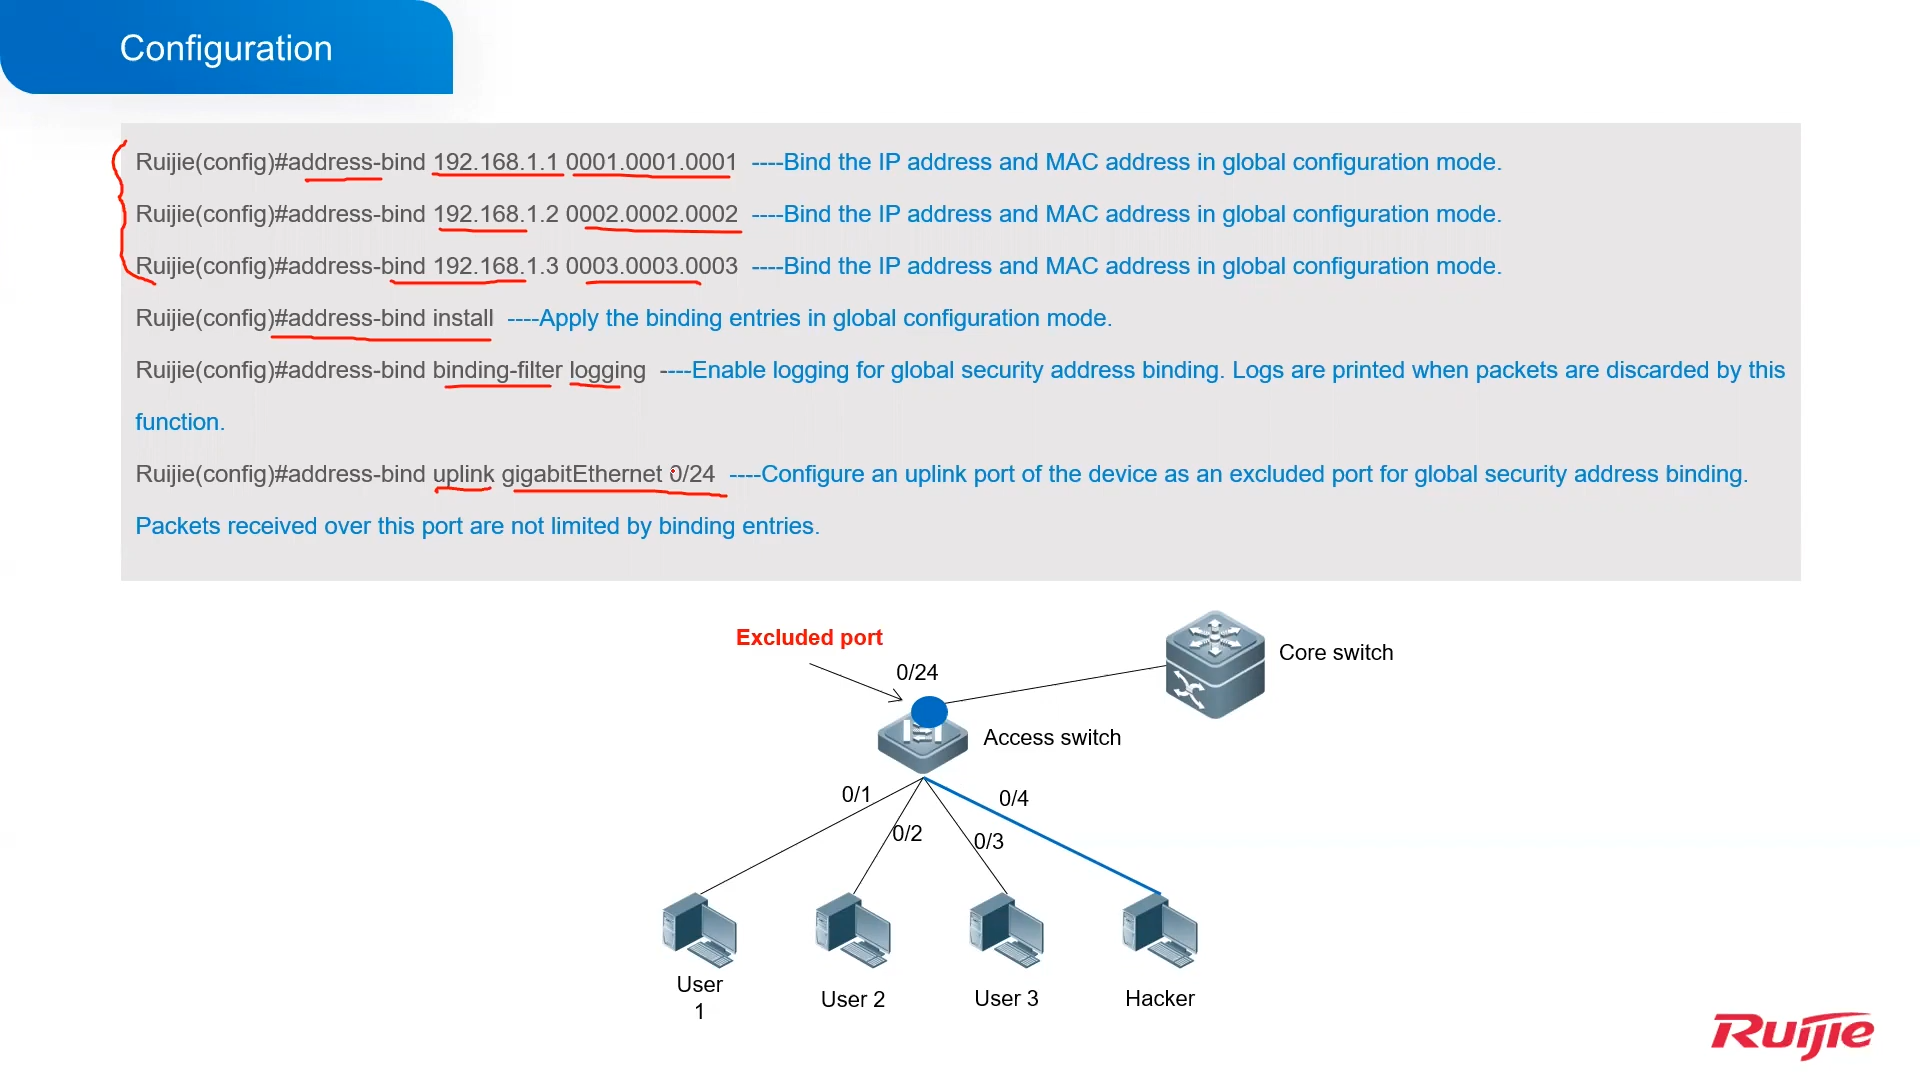 Configuration
Ruijie(config)#address-bind 192.168.1.1 0001.0001.0001 ----Bind the IP address and MAC address in global configuration mode.
Ruijie(config)#address-bind 192.168.1.2 0002.0002.0002 ----Bind the IP address and MAC address in global configuration mode.
Ruijie(config)#address-bind 192.168.1.3 0003.0003.0003 ----Bind the IP address and MAC address in global configuration mode.
Ruijie(config)#address-bind install ----Apply the binding entries in global configuration mode.
Ruijie(config)#address-bind binding-filter logging ----Enable logging for global security address binding. Logs are printed when packets are discarded by this
function.
Ruijie(config)#address-bind uplink gigabitEthernet 0/24 ----Configure an uplink port of the device as an excluded port for global security address binding.
Packets received over this port are not limited by binding entries.
Excluded port
0/24
Core switch
Access switch
0/1
0/4
0/2
0/3
User
1
User 2
User 3
Hacker
Ruijie